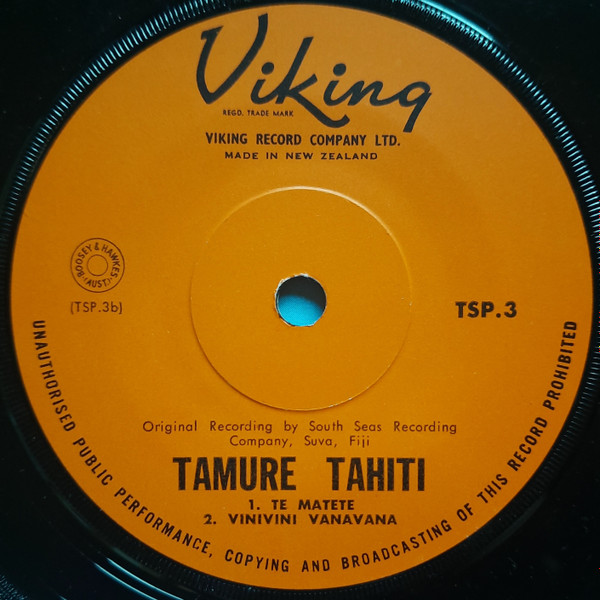 Viking
REGD. TRADE MARK
VIKING RECORD COMPANY LTD.
MADE IN NEW ZEALAND
BOOSEY & HAWKES
(AUST.)
(TSP.3b)
TSP.3
Original Recording by South Seas Recording
Company, Suva, Fiji
TAMURE TAHITI
1. TE MATETE
2. VINIVINI VANAVANA
UNAUTHORISED PUBLIC PERFORMANCE, COPYING AND BROADCASTING OF THIS RECORD PROHIBITED